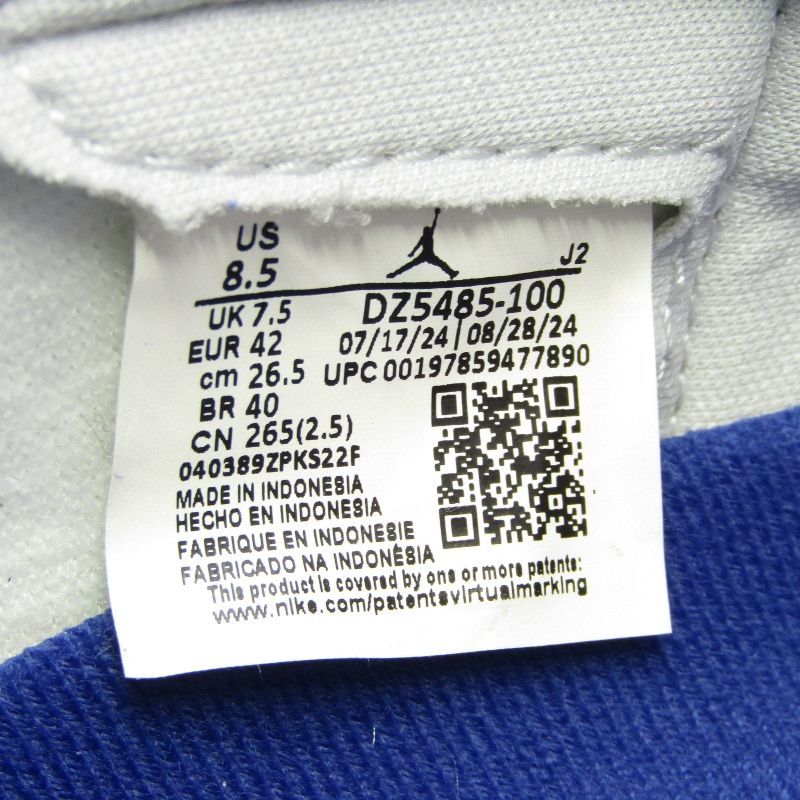 US
8.5
J2
UK 7.5
DZ5485-100
EUR 42
07/17/24 | 08/28/24
cm 26.5
UPC 00197859477890
BR 40
CN 265(2.5)
040389ZPKS22F
MADE IN INDONESIA
HECHO EN INDONESIA
FABRIQUE EN INDONESIE
FABRICADO NA INDONÉSIA
This product is covered by one or more patents:
www.nike.com/patentsvirtualmarking